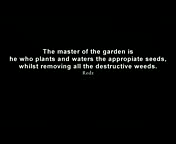 The master of the garden is
he who plants and waters the appropiate seeds,
whilst removing all the destructive weeds.